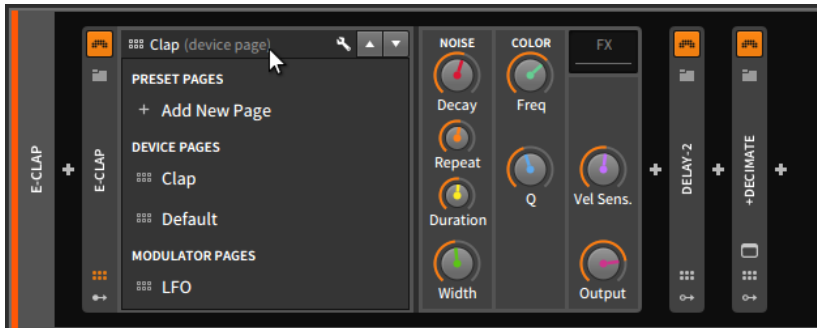 E-CLAP
E-CLAP
Clap (device page)
PRESET PAGES
+ Add New Page
DEVICE PAGES
Clap
Default
MODULATOR PAGES
LFO
NOISE
Decay
Repeat
Duration
Width
COLOR
Freq
Q
FX
Vel Sens.
Output
DELAY-2
+DECIMATE